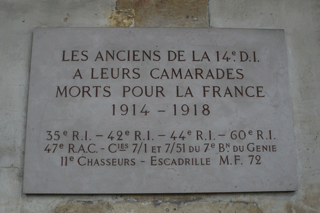 LES ANCIENS DE LA 14e D.I.
A LEURS CAMARADES
MORTS POUR LA FRANCE
1914 – 1918
35e R.I. – 42e R.I. – 44e R.I. – 60e R.I.
47e R.A.C. – Cies 7/1 et 7/51 du 7e Bn du Genie
11e Chasseurs – Escadrille M.F. 72